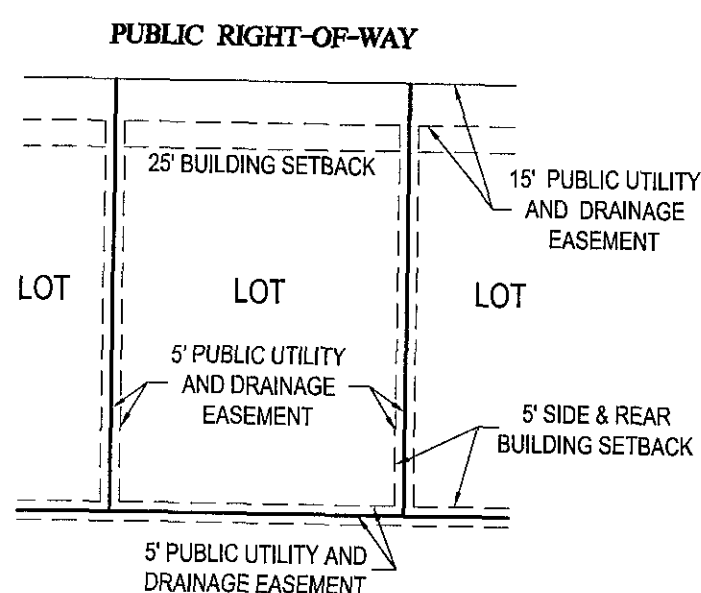 PUBLIC RIGHT-OF-WAY
25' BUILDING SETBACK
15' PUBLIC UTILITY
AND DRAINAGE
EASEMENT
LOT
LOT
LOT
5' PUBLIC UTILITY
AND DRAINAGE
EASEMENT
5' SIDE & REAR
BUILDING SETBACK
5' PUBLIC UTILITY AND
DRAINAGE EASEMENT